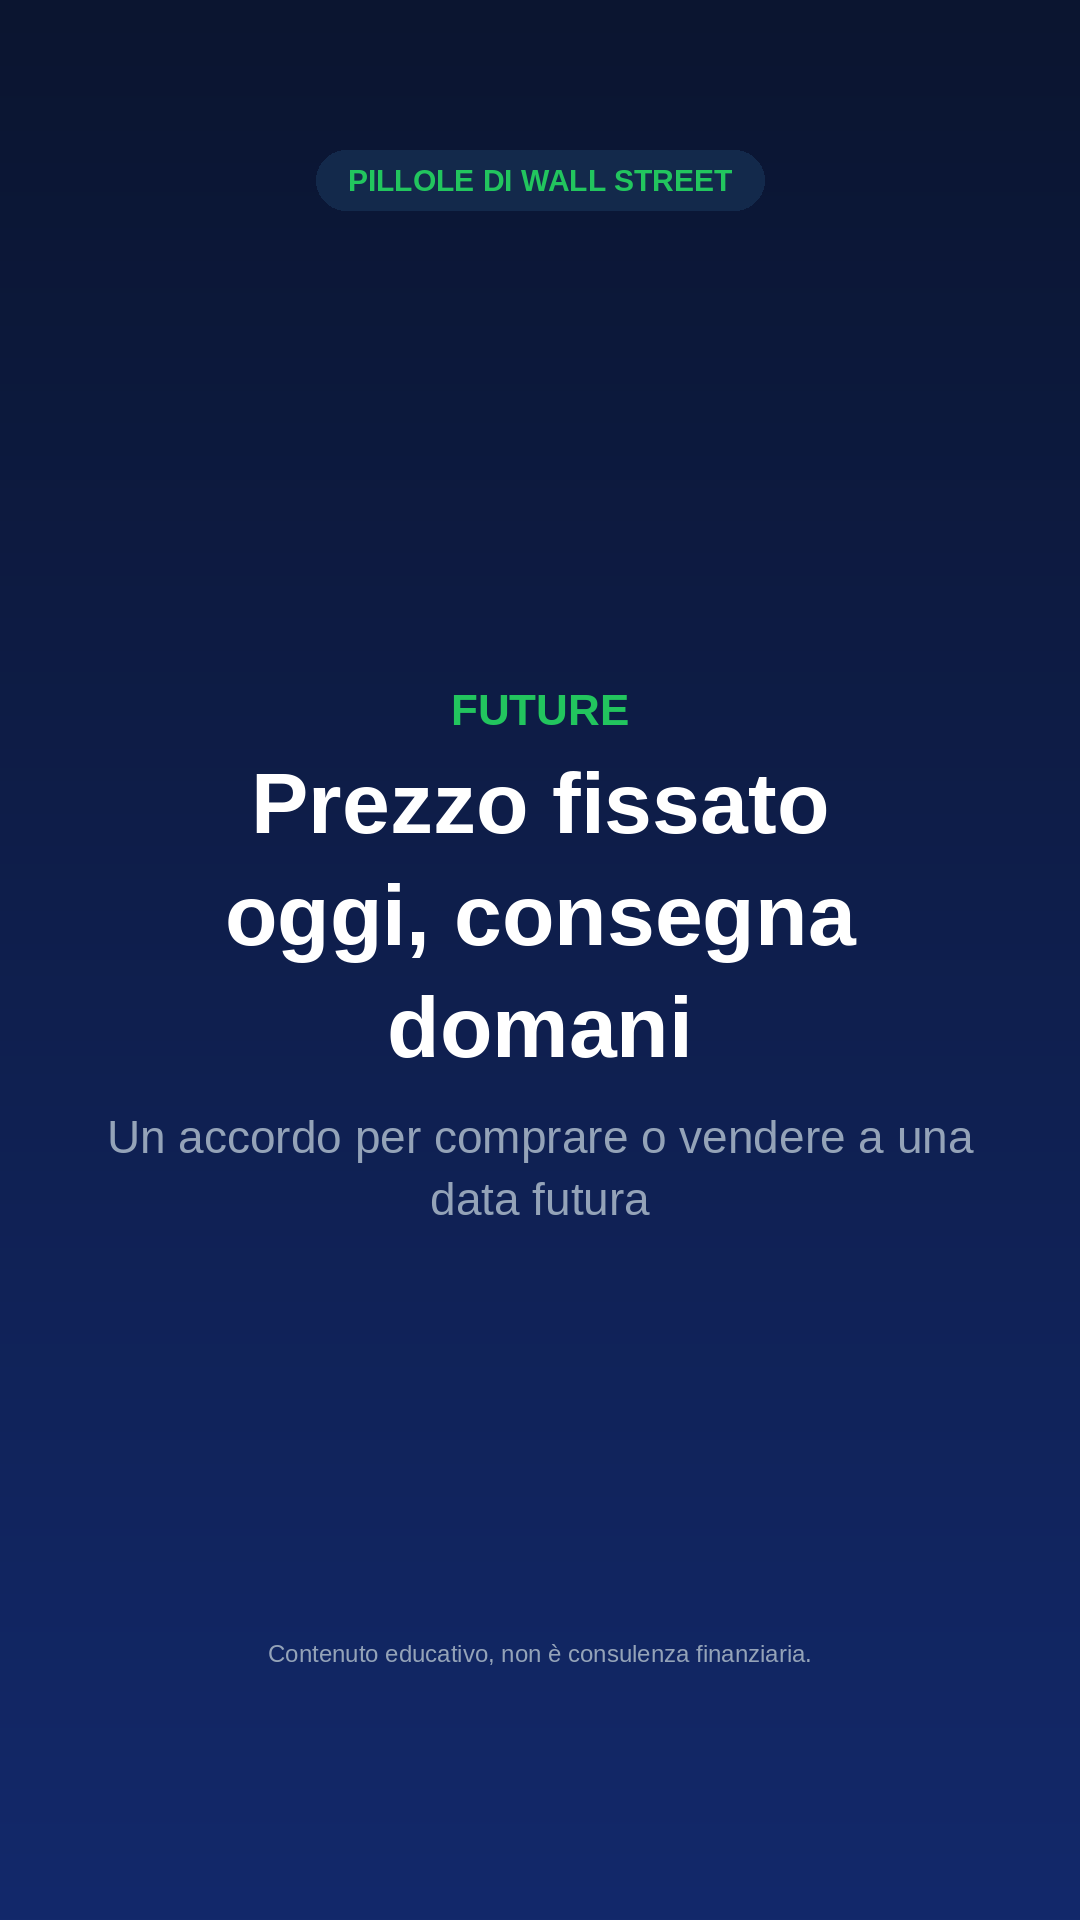 PILLOLE DI WALL STREET
FUTURE
Prezzo fissato
oggi, consegna
domani
Un accordo per comprare o vendere a una
data futura
Contenuto educativo, non è consulenza finanziaria.